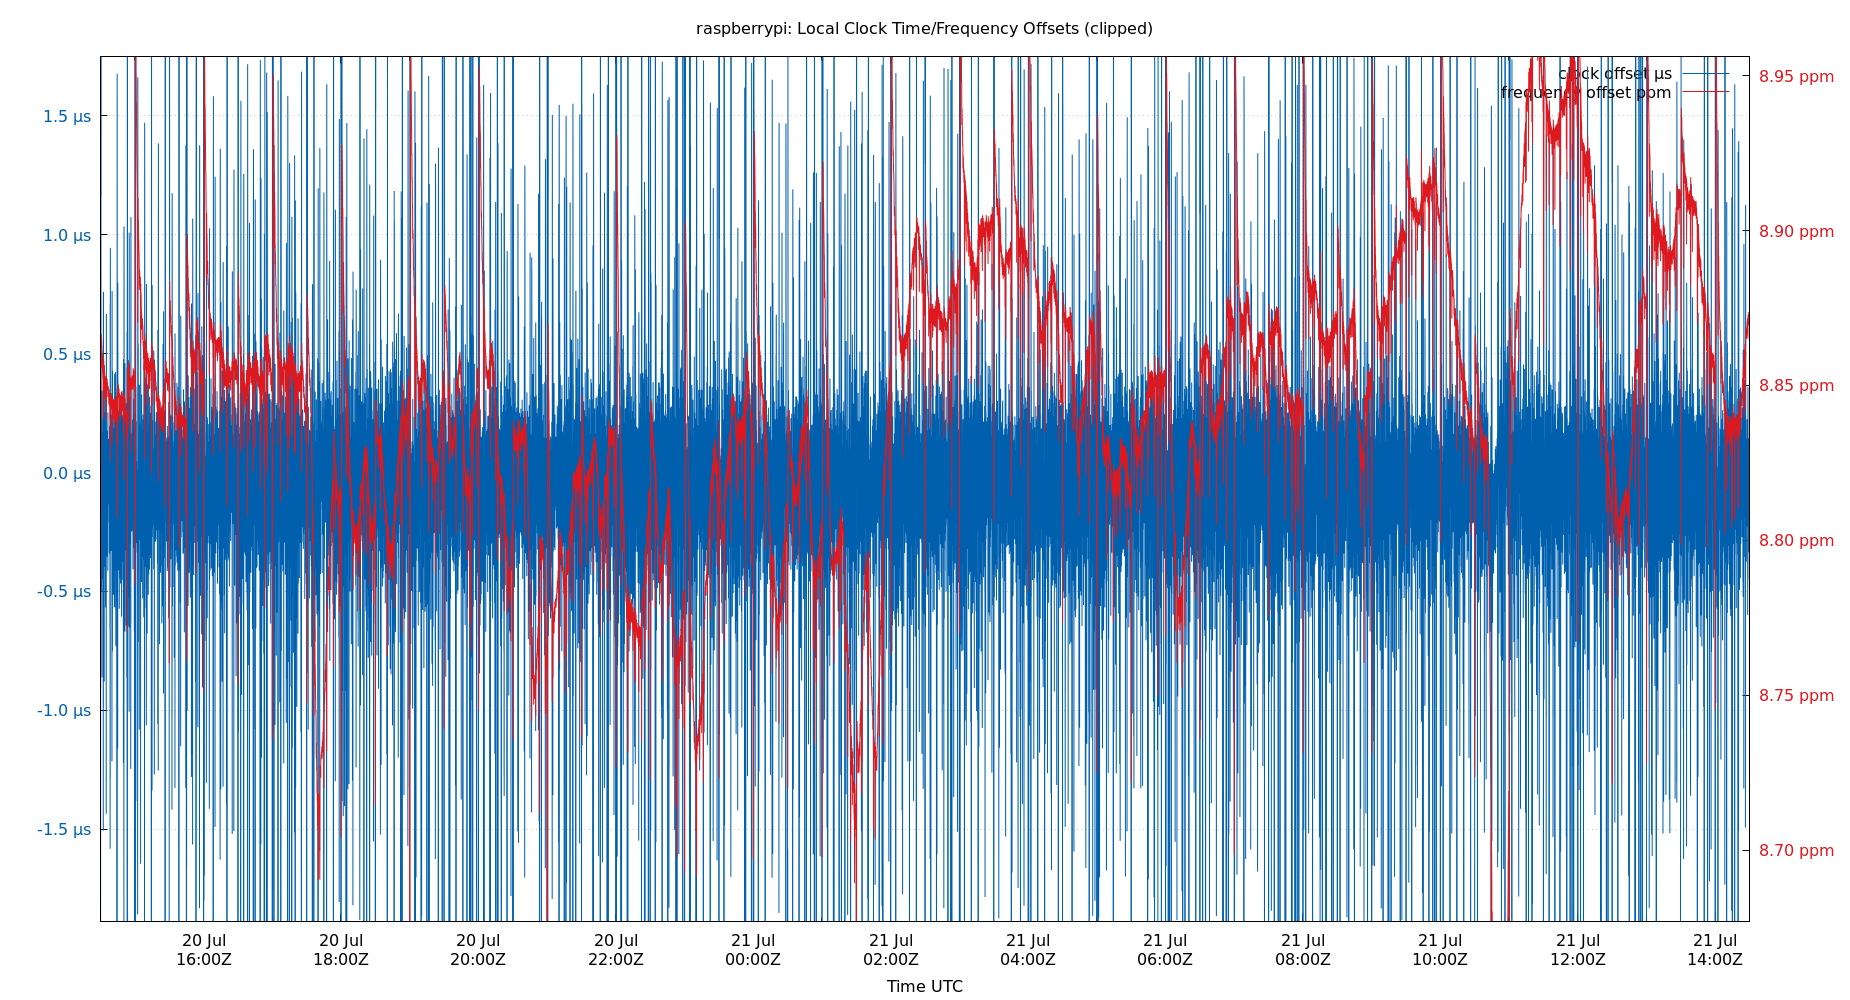 raspberrypi: Local Clock Time/Frequency Offsets (clipped)
clock offset µs
frequency offset ppm
1.5 µs
1.0 µs
0.5 µs
0.0 µs
-0.5 µs
-1.0 µs
-1.5 µs
8.95 ppm
8.90 ppm
8.85 ppm
8.80 ppm
8.75 ppm
8.70 ppm
20 Jul 20 Jul 20 Jul 20 Jul 21 Jul 21 Jul 21 Jul 21 Jul 21 Jul 21 Jul 21 Jul 21 Jul
16:00Z 18:00Z 20:00Z 22:00Z 00:00Z 02:00Z 04:00Z 06:00Z 08:00Z 10:00Z 12:00Z 14:00Z
Time UTC